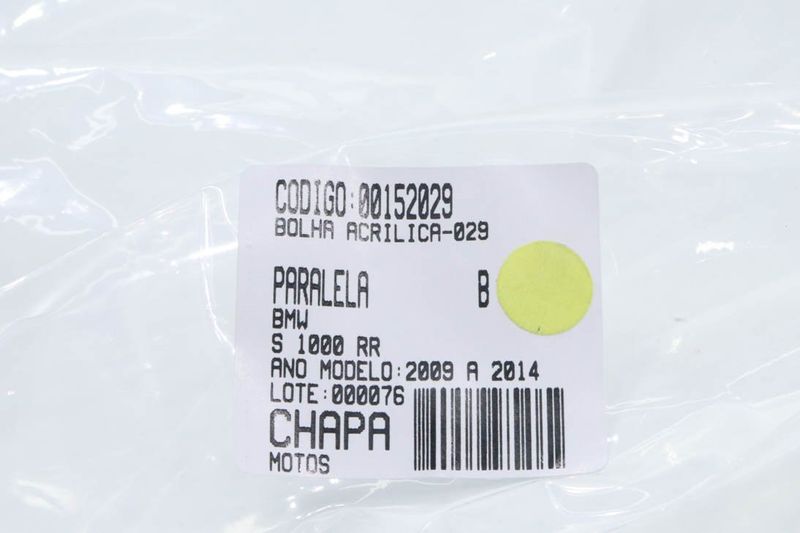 CODIGO:00152029
BOLHA ACRILICA-029
PARALELA B
BMW
S 1000 RR
ANO MODELO:2009 A 2014
LOTE:000076
CHAPA
MOTOS